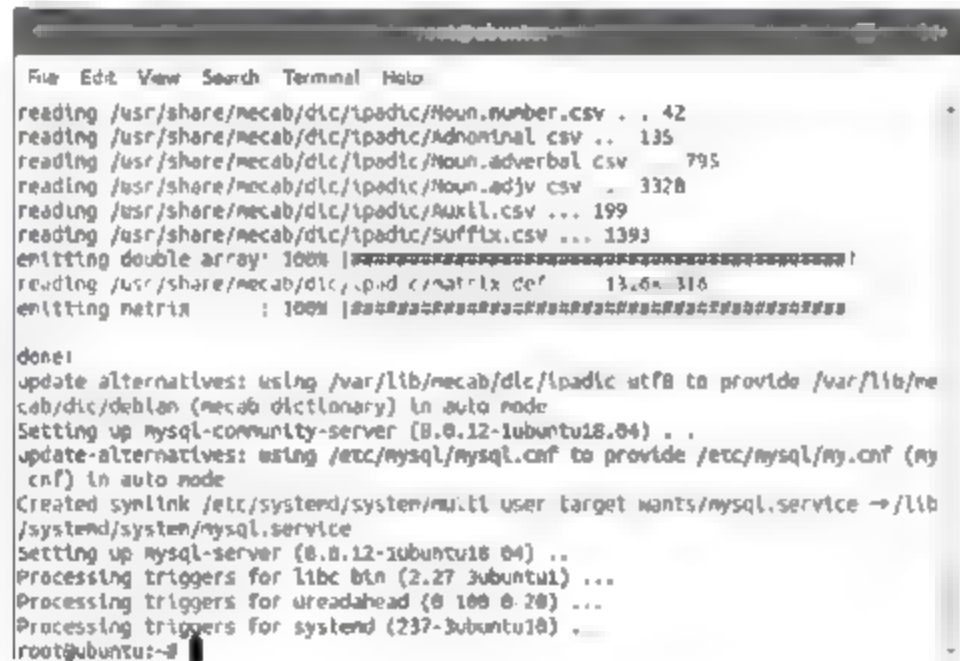 root@ubuntu: ~
File Edit View Search Terminal Help
reading /usr/share/mecab/dic/ipadic/Noun.number.csv ... 42
reading /usr/share/mecab/dic/ipadic/Adnominal.csv ... 135
reading /usr/share/mecab/dic/ipadic/Noun.adverbal.csv ... 795
reading /usr/share/mecab/dic/ipadic/Noun.adjv.csv ... 3328
reading /usr/share/mecab/dic/ipadic/Auxil.csv ... 199
reading /usr/share/mecab/dic/ipadic/Suffix.csv ... 1393
emitting double array: 100% |###########################################|
reading /usr/share/mecab/dic/ipadic/matrix.def ... 1316x1316
emitting matrix      : 100% |###########################################|
done!
update-alternatives: using /var/lib/mecab/dic/ipadic-utf8 to provide /var/lib/me
cab/dic/debian (mecab-dictionary) in auto mode
Setting up mysql-community-server (8.0.12-1ubuntu18.04) ...
update-alternatives: using /etc/mysql/mysql.cnf to provide /etc/mysql/my.cnf (my
.cnf) in auto mode
Created symlink /etc/systemd/system/multi-user.target.wants/mysql.service → /lib
/systemd/system/mysql.service
Setting up mysql-server (8.0.12-1ubuntu18.04) ...
Processing triggers for libc-bin (2.27-3ubuntu1) ...
Processing triggers for ureadahead (0.100.0-20) ...
Processing triggers for systemd (237-3ubuntu10) ...
root@ubuntu:~#